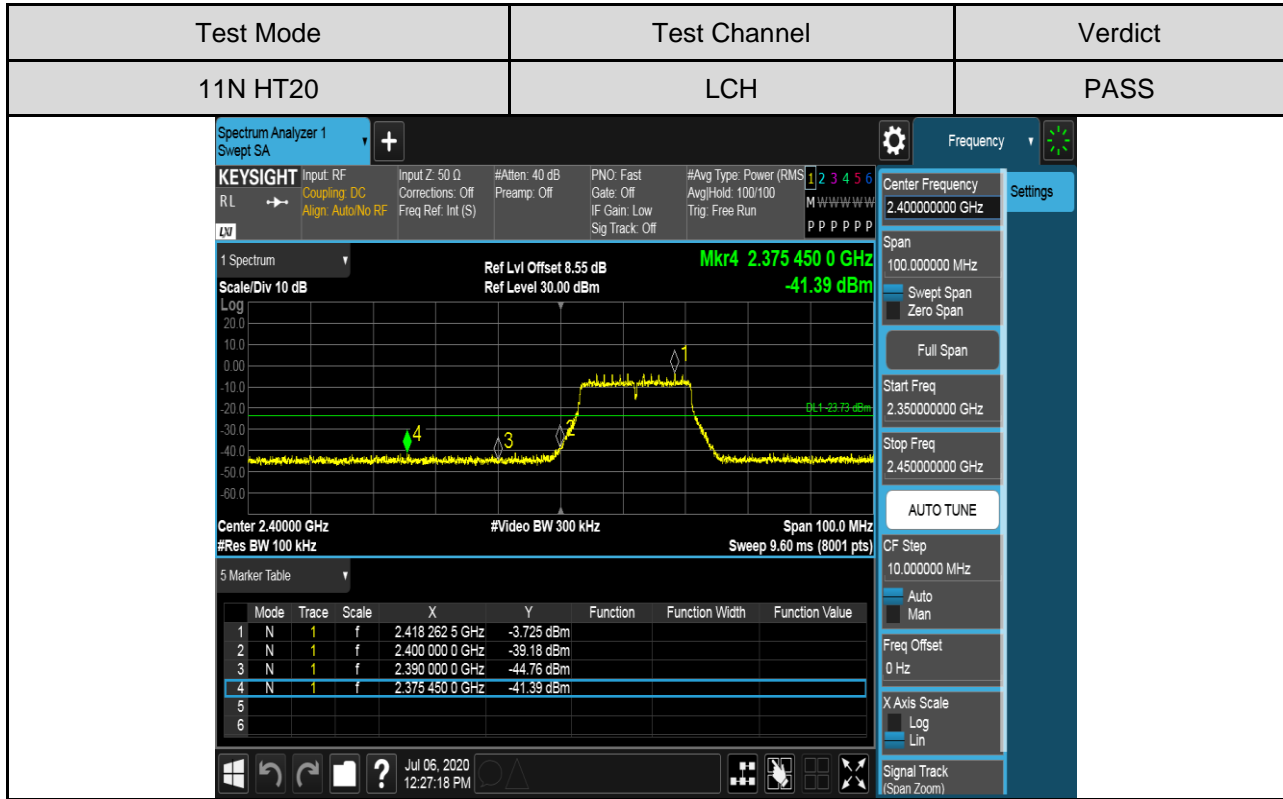 Test Mode Test Channel Verdict
11N HT20 LCH PASS
Spectrum Analyzer 1
Swept SA
+
Frequency
KEYSIGHT
RL
LXI
Input: RF
Coupling: DC
Align: Auto/No RF
Input Z: 50 Ω
Corrections: Off
Freq Ref: Int (S)
#Atten: 40 dB
Preamp: Off
PNO: Fast
Gate: Off
IF Gain: Low
Sig Track: Off
#Avg Type: Power (RMS
Avg|Hold: 100/100
Trig: Free Run
1 2 3 4 5 6
M W W W W W
P P P P P P
1 Spectrum
Scale/Div 10 dB
Ref Lvl Offset 8.55 dB
Ref Level 30.00 dBm
Mkr4 2.375 450 0 GHz
-41.39 dBm
Log
20.0
10.0
0.00
-10.0
-20.0
-30.0
-40.0
-50.0
-60.0
1
2
3
4
DL1 -23.73 dBm
Center 2.40000 GHz #Video BW 300 kHz Span 100.0 MHz
#Res BW 100 kHz Sweep 9.60 ms (8001 pts)
5 Marker Table
Mode Trace Scale X Y Function Function Width Function Value
1 N 1 f 2.418 262 5 GHz -3.725 dBm
2 N 1 f 2.400 000 0 GHz -39.18 dBm
3 N 1 f 2.390 000 0 GHz -44.76 dBm
4 N 1 f 2.375 450 0 GHz -41.39 dBm
5
6
?
Jul 06, 2020
12:27:18 PM
Settings
Center Frequency
2.400000000 GHz
Span
100.000000 MHz
Swept Span
Zero Span
Full Span
Start Freq
2.350000000 GHz
Stop Freq
2.450000000 GHz
AUTO TUNE
CF Step
10.000000 MHz
Auto
Man
Freq Offset
0 Hz
X Axis Scale
Log
Lin
Signal Track
(Span Zoom)